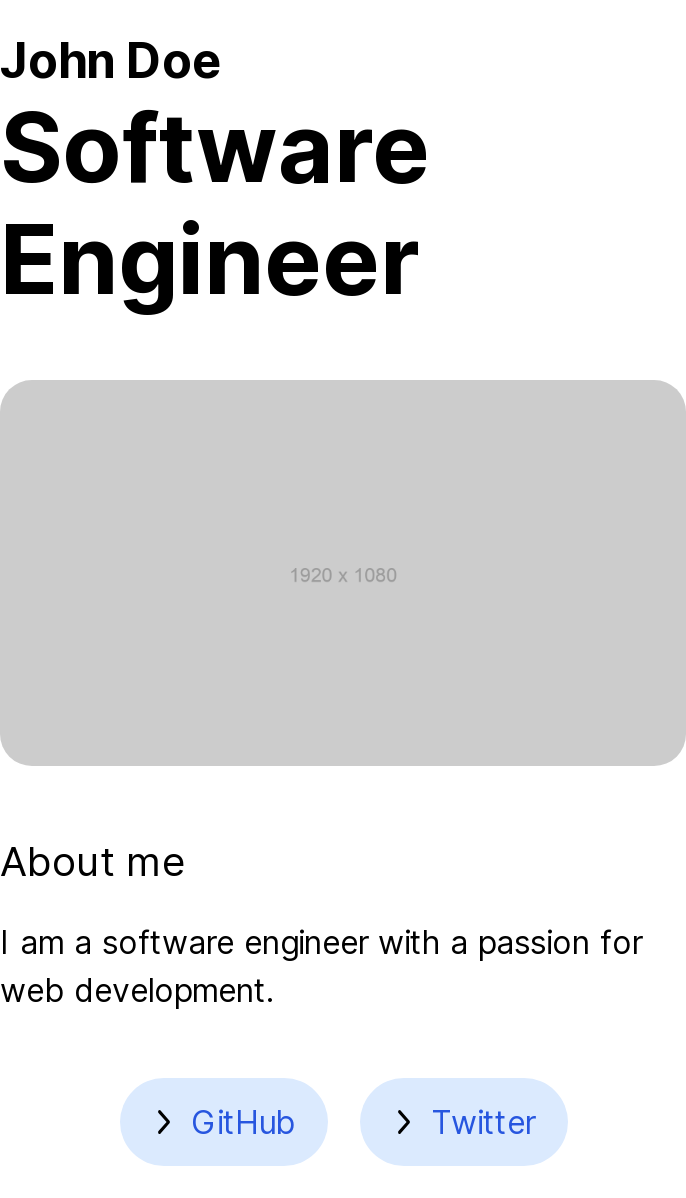 John Doe
Software
Engineer
1920 x 1080
About me
I am a software engineer with a passion for
web development.
GitHub
Twitter